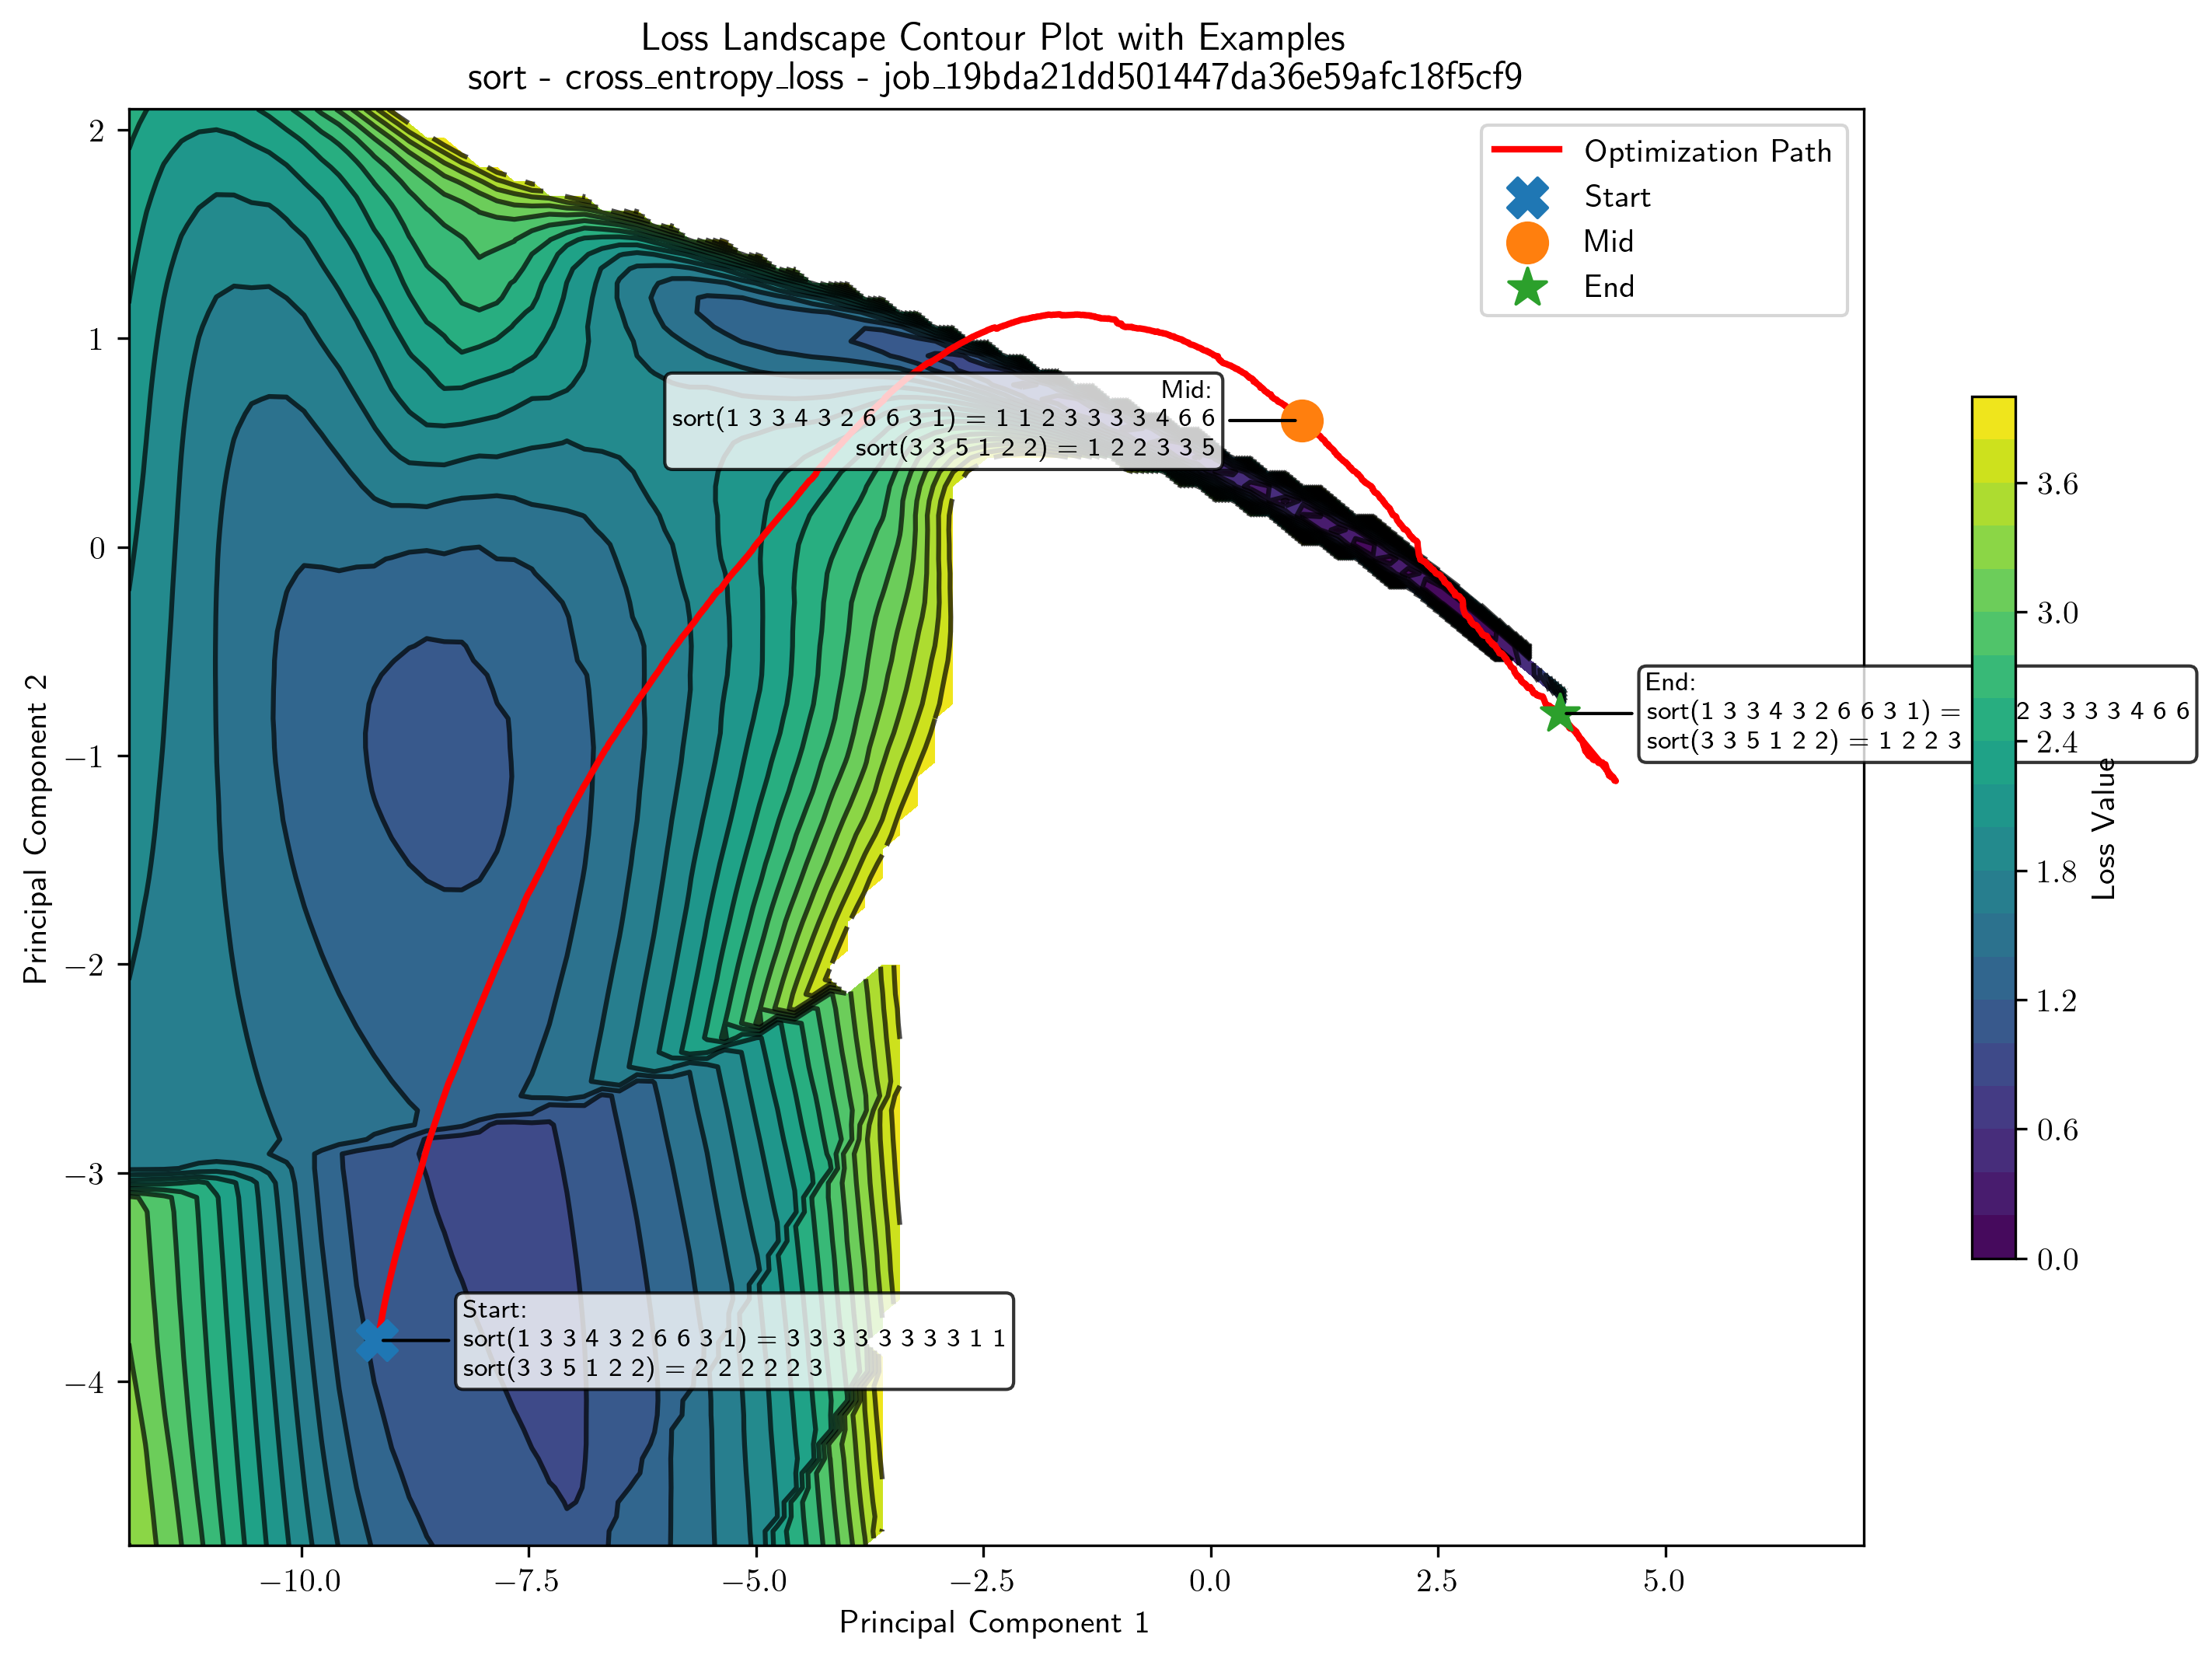 Loss Landscape Contour Plot with Examples
sort - cross_entropy_loss - job_19bda21dd501447da36e59afc18f5cf9
Optimization Path
Start
Mid
End
Mid:
sort(1 3 3 4 3 2 6 6 3 1) = 1 1 2 3 3 3 3 4 6 6
sort(3 3 5 1 2 2) = 1 2 2 3 3 5
End:
sort(1 3 3 4 3 2 6 6 3 1) = 2 3 3 3 3 4 6 6
sort(3 3 5 1 2 2) = 1 2 2 3
Start:
sort(1 3 3 4 3 2 6 6 3 1) = 3 3 3 3 3 3 3 3 1 1
sort(3 3 5 1 2 2) = 2 2 2 2 2 3
2
1
0
−1
−2
−3
−4
Principal Component 2
−10.0
−7.5
−5.0
−2.5
0.0
2.5
5.0
Principal Component 1
3.6
3.0
2.4
1.8
1.2
0.6
0.0
Loss Value